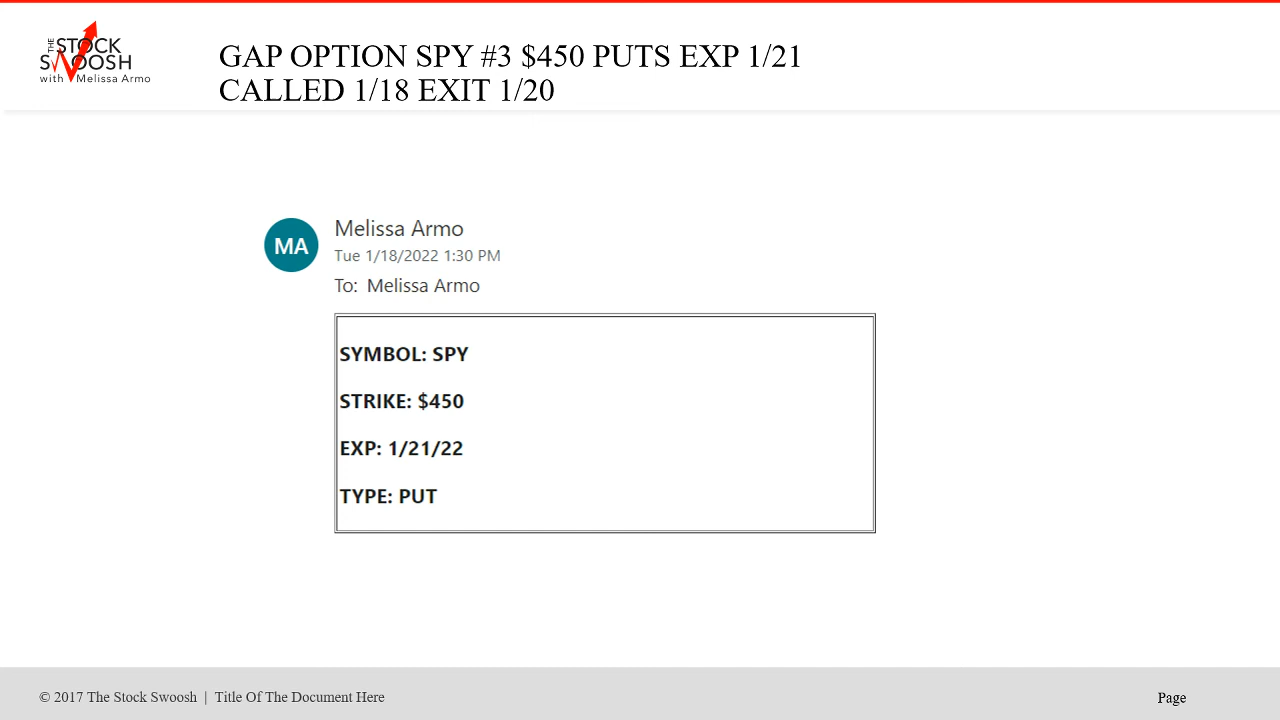 THE
STOCK
SWOOSH
with Melissa Armo
GAP OPTION SPY #3 $450 PUTS EXP 1/21
CALLED 1/18 EXIT 1/20
MA
Melissa Armo
Tue 1/18/2022 1:30 PM
To: Melissa Armo
SYMBOL: SPY
STRIKE: $450
EXP: 1/21/22
TYPE: PUT
© 2017 The Stock Swoosh | Title Of The Document Here
Page